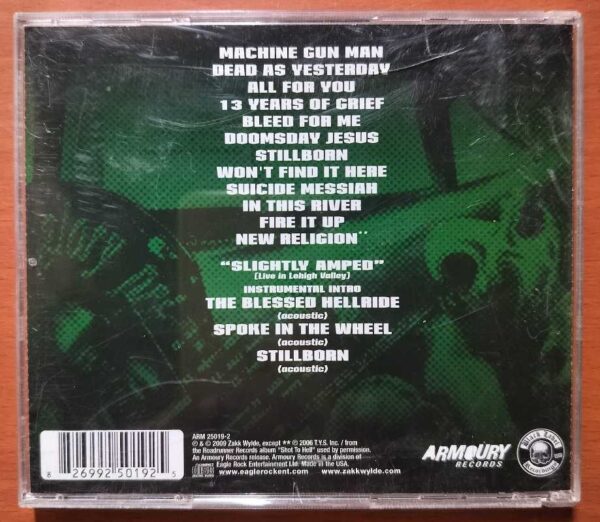 MACHINE GUN MAN
DEAD AS YESTERDAY
ALL FOR YOU
13 YEARS OF GRIEF
BLEED FOR ME
DOOMSDAY JESUS
STILLBORN
WON'T FIND IT HERE
SUICIDE MESSIAH
IN THIS RIVER
FIRE IT UP
NEW RELIGION**
"SLIGHTLY AMPED"
(Live in Lehigh Valley)
INSTRUMENTAL INTRO
THE BLESSED HELLRIDE
(acoustic)
SPOKE IN THE WHEEL
(acoustic)
STILLBORN
(acoustic)
ARM 25019-2
℗ & © 2009 Zakk Wylde, except ** ℗ 2006 T.Y.S. Inc. / from
the Roadrunner Records album "Shot To Hell" used by permission.
An Armoury Records release. Armoury Records is a division of
Eagle Rock Entertainment Ltd. Made in the USA.
www.eaglerockent.com www.zakkwylde.com
8 26992 50192 5
ARMOURY
RECORDS